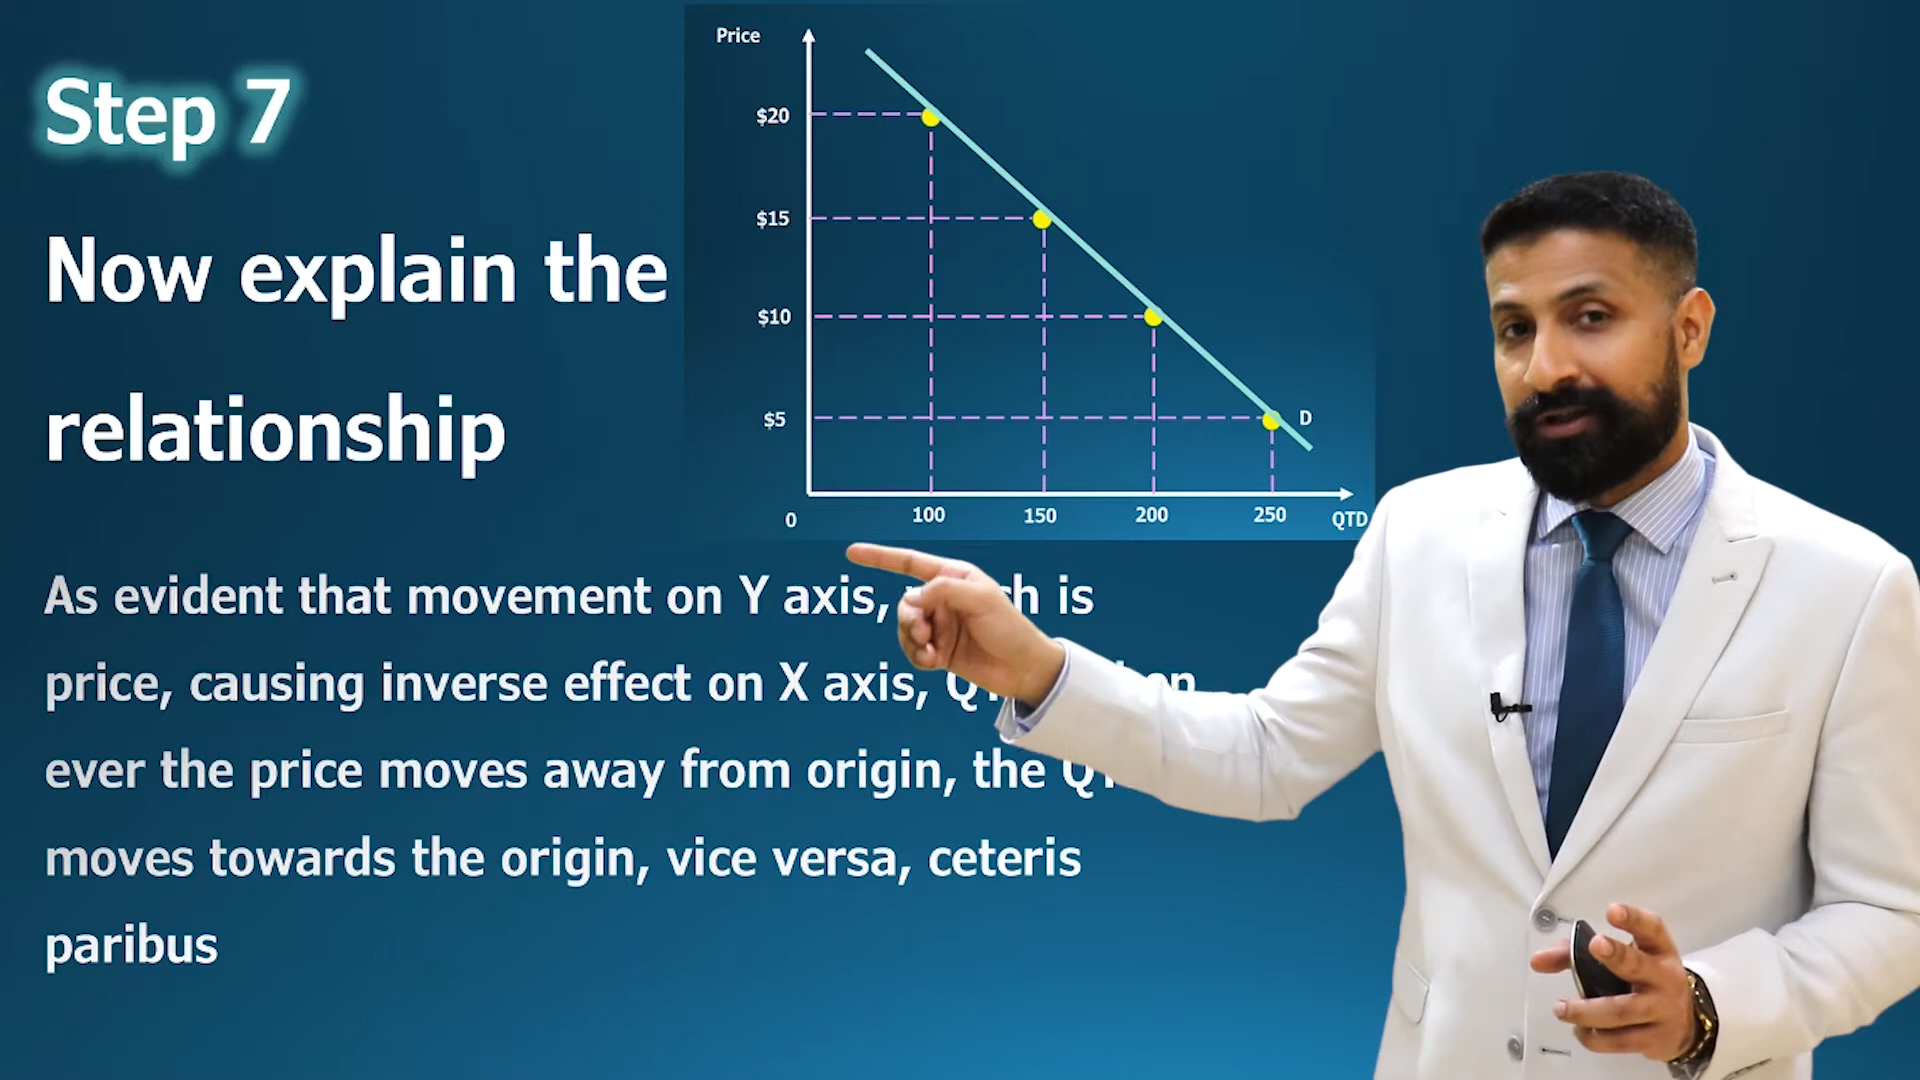 Step 7
Now explain the
relationship
Price
$20
$15
$10
$5
D
0
100
150
200
250
QTD
As evident that movement on Y axis, is
price, causing inverse effect on X axis,
ever the price moves away from origin, the
moves towards the origin, vice versa, ceteris
paribus